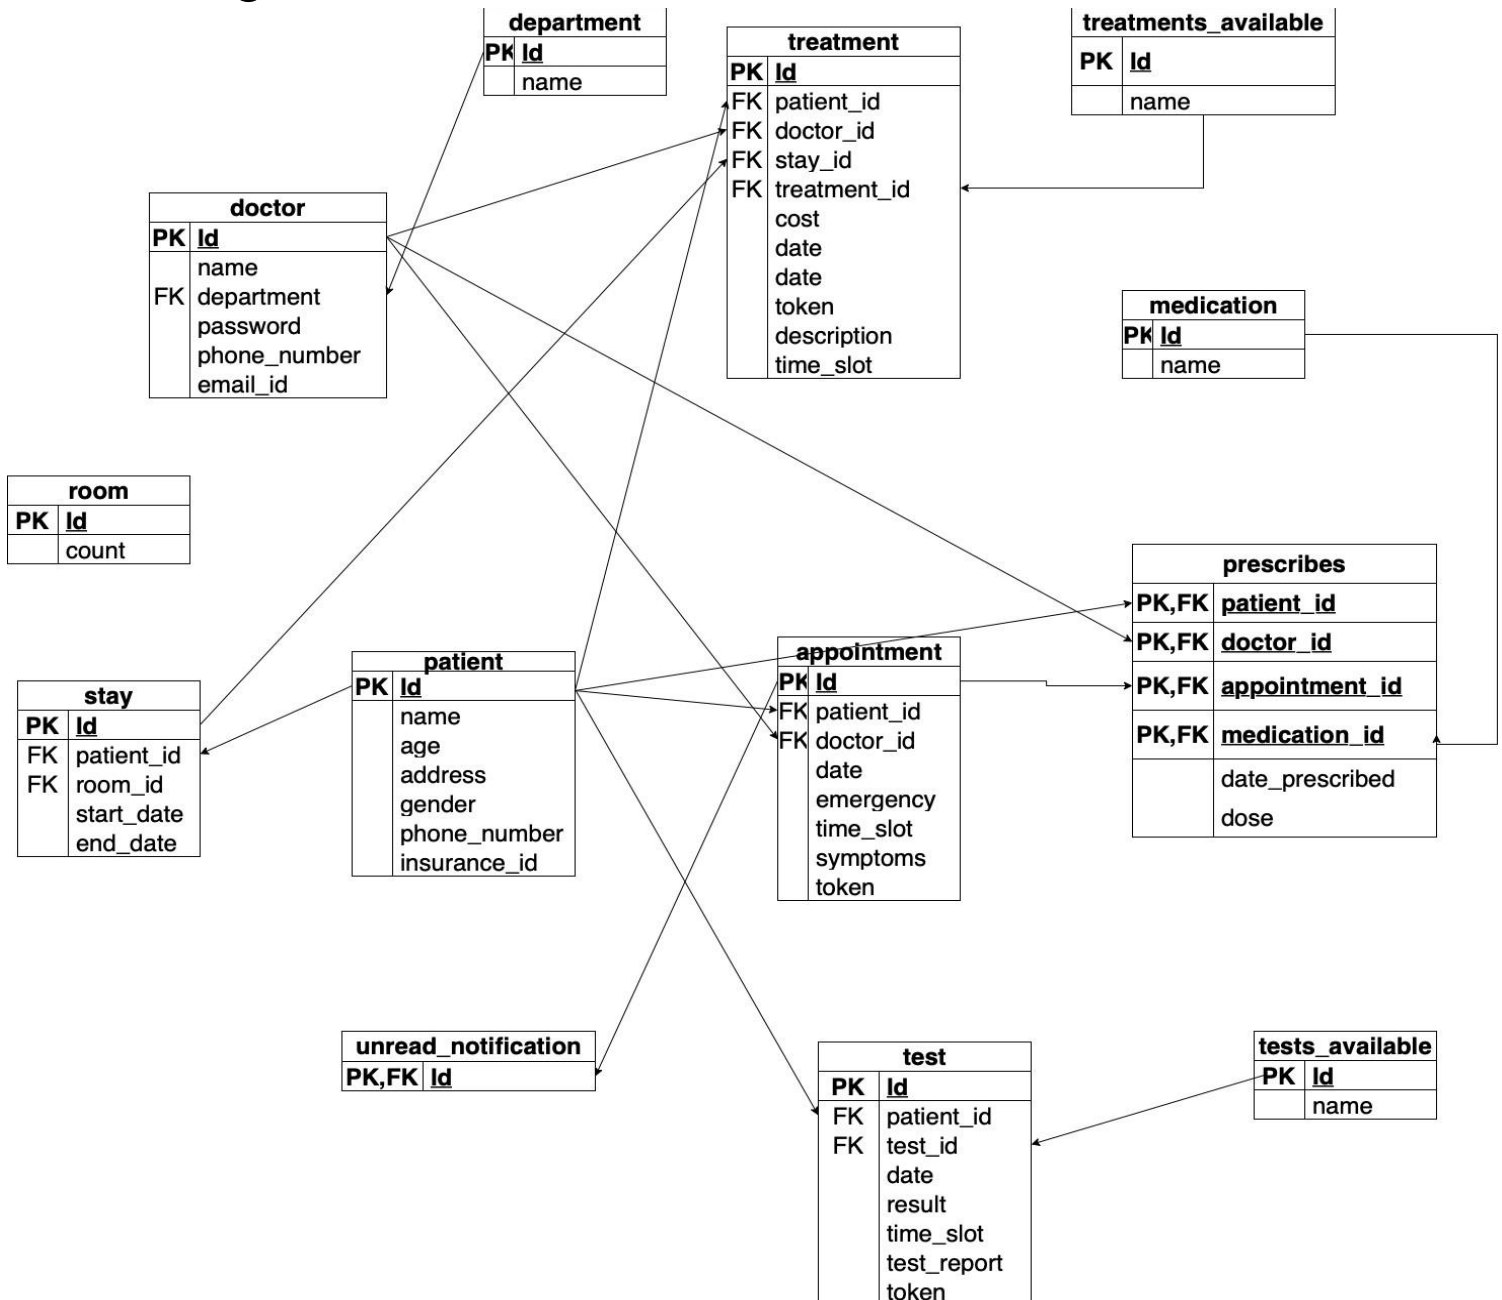 department
PK Id
name
treatment
PK Id
FK patient_id
FK doctor_id
FK stay_id
FK treatment_id
cost
date
date
token
description
time_slot
treatments_available
PK Id
name
doctor
PK Id
name
FK department
password
phone_number
email_id
medication
PK Id
name
room
PK Id
count
prescribes
PK,FK patient_id
PK,FK doctor_id
PK,FK appointment_id
PK,FK medication_id
date_prescribed
dose
stay
PK Id
FK patient_id
FK room_id
start_date
end_date
patient
PK Id
name
age
address
gender
phone_number
insurance_id
appointment
PK Id
FK patient_id
FK doctor_id
date
emergency
time_slot
symptoms
token
unread_notification
PK,FK Id
test
PK Id
FK patient_id
FK test_id
date
result
time_slot
test_report
token
tests_available
PK Id
name